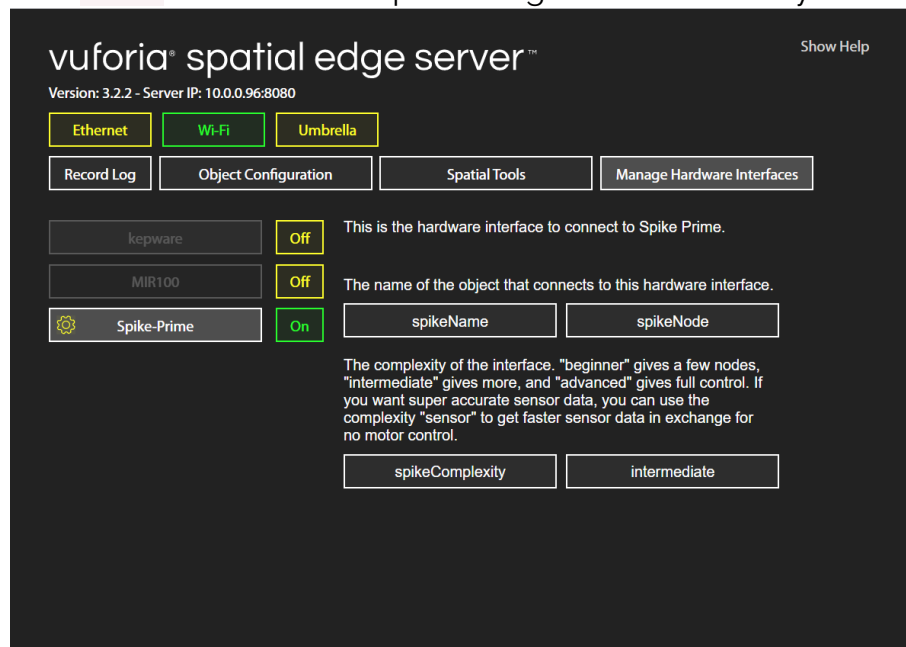 vuforia® spatial edge server™
Show Help
Version: 3.2.2 - Server IP: 10.0.0.96:8080
Ethernet Wi-Fi Umbrella
Record Log Object Configuration Spatial Tools Manage Hardware Interfaces
kepware Off
MIR100 Off
Spike-Prime On
This is the hardware interface to connect to Spike Prime.
The name of the object that connects to this hardware interface.
spikeName spikeNode
The complexity of the interface. "beginner" gives a few nodes,
"intermediate" gives more, and "advanced" gives full control. If
you want super accurate sensor data, you can use the
complexity "sensor" to get faster sensor data in exchange for
no motor control.
spikeComplexity intermediate